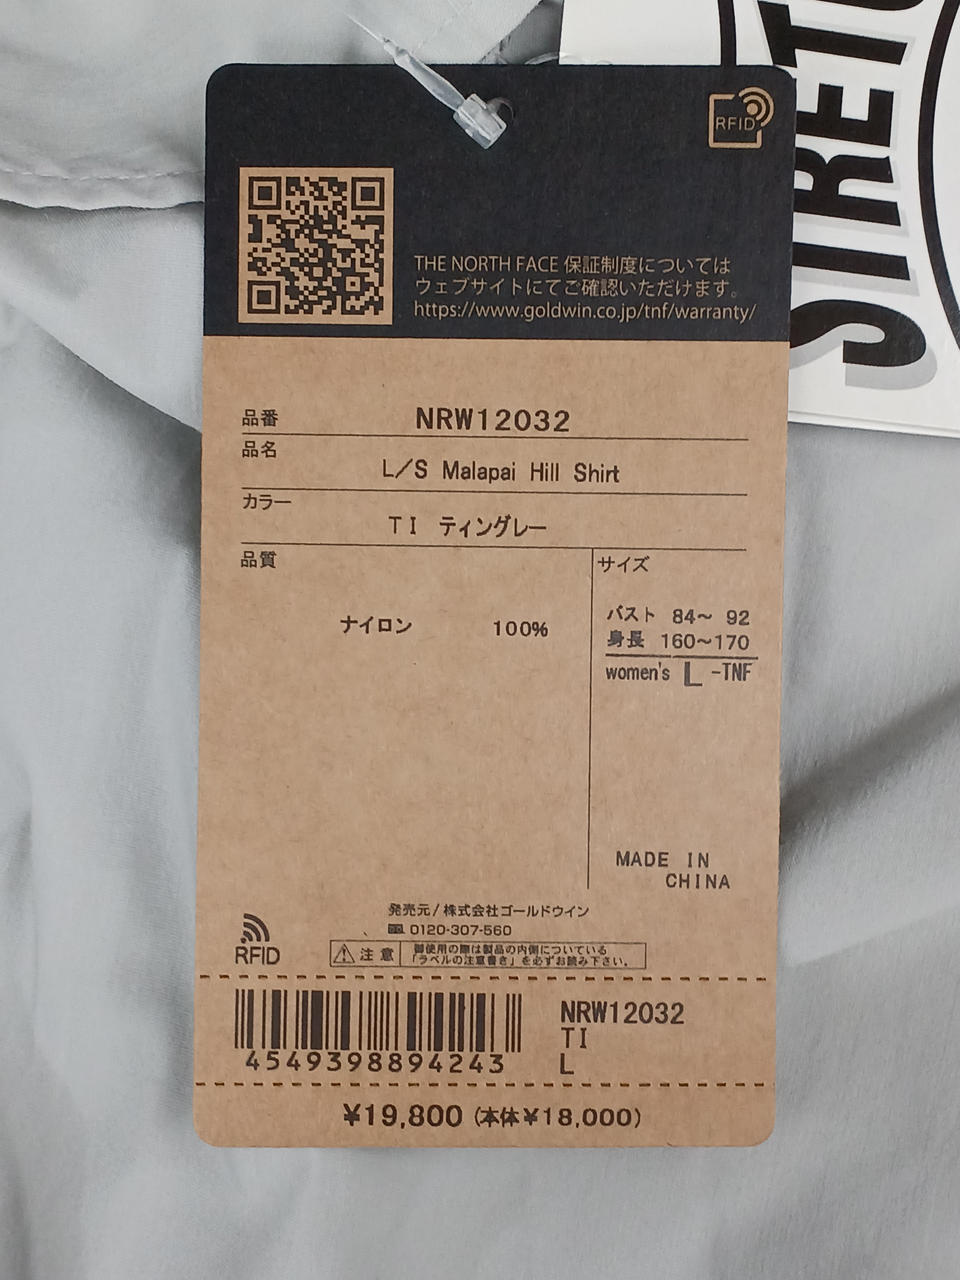 STRETC
RFID
THE NORTH FACE 保証制度については
ウェブサイトにてご確認いただけます。
https://www.goldwin.co.jp/tnf/warranty/
品番 NRW12032
品名
L/S Malapai Hill Shirt
カラー
TI ティングレー
品質
ナイロン 100%
サイズ
バスト 84~ 92
身長 160~170
women's L -TNF
MADE IN
CHINA
発売元/株式会社ゴールドウイン
0120-307-560
RFID
注意
御使用の際は製品の内側についている
「ラベルの注意書き」を必ずお読み下さい。
4549398894243
NRW12032
TI
L
¥19,800 (本体¥18,000)